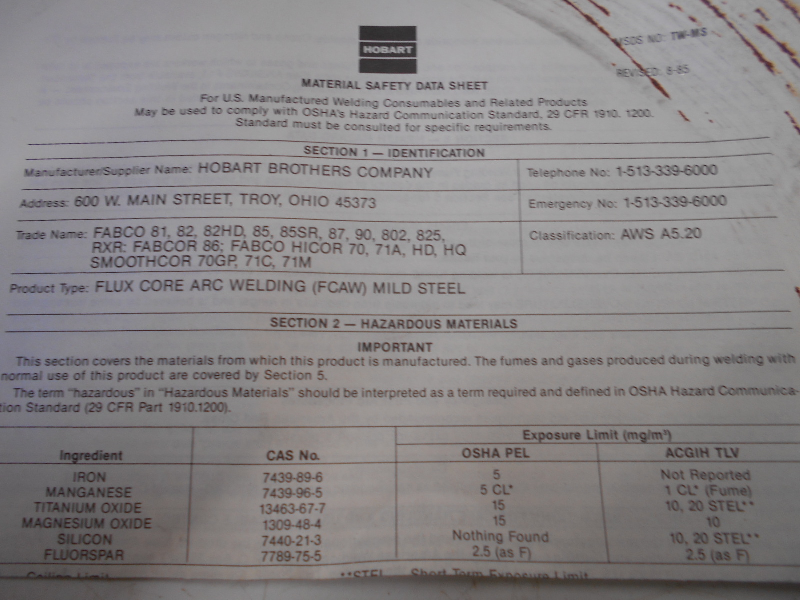 HOBART
MSDS NO: TW-MS
REVISED: 8-85
MATERIAL SAFETY DATA SHEET
For U.S. Manufactured Welding Consumables and Related Products
May be used to comply with OSHA's Hazard Communication Standard, 29 CFR 1910. 1200.
Standard must be consulted for specific requirements.
SECTION 1 — IDENTIFICATION
Manufacturer/Supplier Name: HOBART BROTHERS COMPANY Telephone No: 1-513-339-6000
Address: 600 W. MAIN STREET, TROY, OHIO 45373 Emergency No: 1-513-339-6000
Trade Name: FABCO 81, 82, 82HD, 85, 85SR, 87, 90, 802, 825, Classification: AWS A5.20
RXR: FABCOR 86; FABCO HICOR 70, 71A, HD, HQ
SMOOTHCOR 70GP, 71C, 71M
Product Type: FLUX CORE ARC WELDING (FCAW) MILD STEEL
SECTION 2 — HAZARDOUS MATERIALS
IMPORTANT
This section covers the materials from which this product is manufactured. The fumes and gases produced during welding with
normal use of this product are covered by Section 5.
The term "hazardous" in "Hazardous Materials" should be interpreted as a term required and defined in OSHA Hazard Communica-
tion Standard (29 CFR Part 1910.1200).
Exposure Limit (mg/m³)
Ingredient CAS No. OSHA PEL ACGIH TLV
IRON 7439-89-6 5 Not Reported
MANGANESE 7439-96-5 5 CL* 1 CL* (Fume)
TITANIUM OXIDE 13463-67-7 15 10, 20 STEL**
MAGNESIUM OXIDE 1309-48-4 15 10
SILICON 7440-21-3 Nothing Found 10, 20 STEL**
FLUORSPAR 7789-75-5 2.5 (as F) 2.5 (as F)
Ceiling Limit **STEL Short Term Exposure Limit